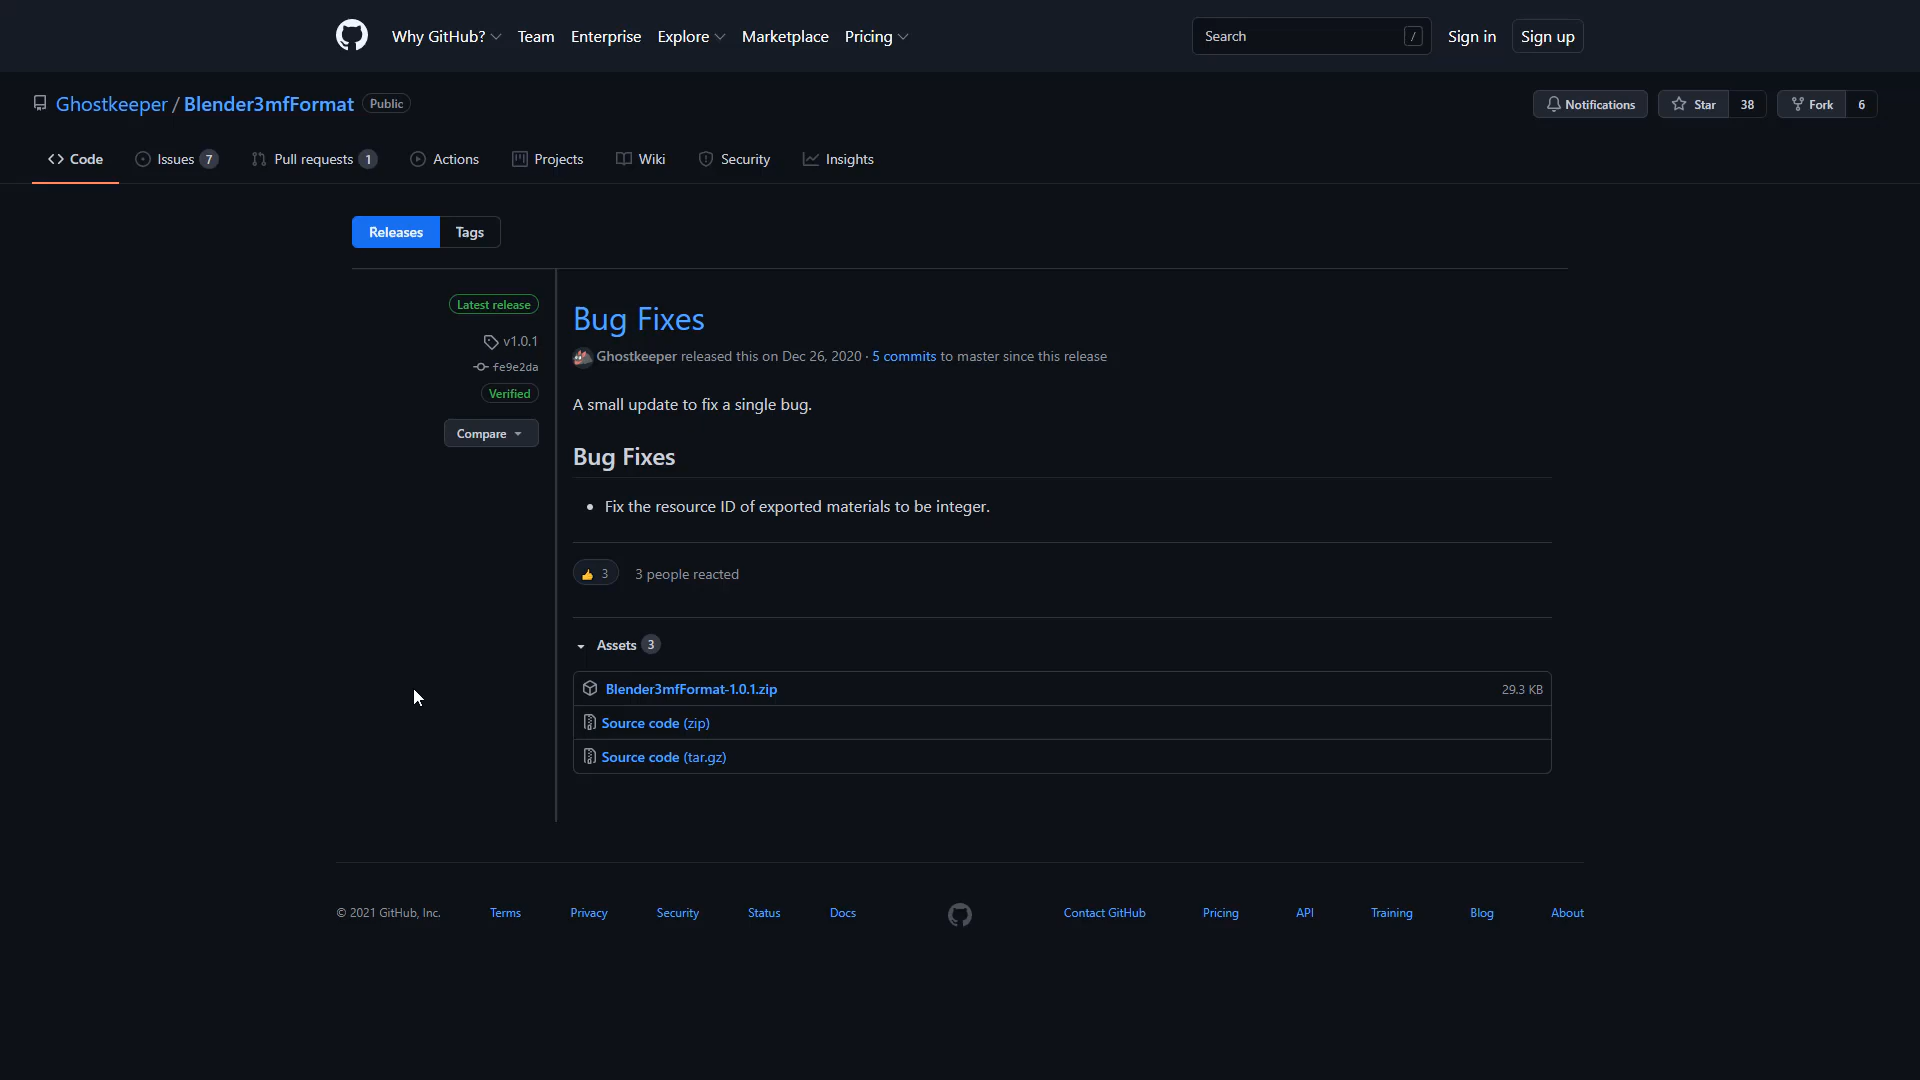 Why GitHub? Team Enterprise Explore Marketplace Pricing Search / Sign in Sign up
Ghostkeeper / Blender3mfFormat Public Notifications Star 38 Fork 6
Code Issues 7 Pull requests 1 Actions Projects Wiki Security Insights
Releases Tags
Latest release
v1.0.1
fe9e2da
Verified
Compare
Bug Fixes
Ghostkeeper released this on Dec 26, 2020 · 5 commits to master since this release
A small update to fix a single bug.
Bug Fixes
• Fix the resource ID of exported materials to be integer.
👍 3 3 people reacted
Assets 3
Blender3mfFormat-1.0.1.zip 29.3 KB
Source code (zip)
Source code (tar.gz)
© 2021 GitHub, Inc. Terms Privacy Security Status Docs Contact GitHub Pricing API Training Blog About